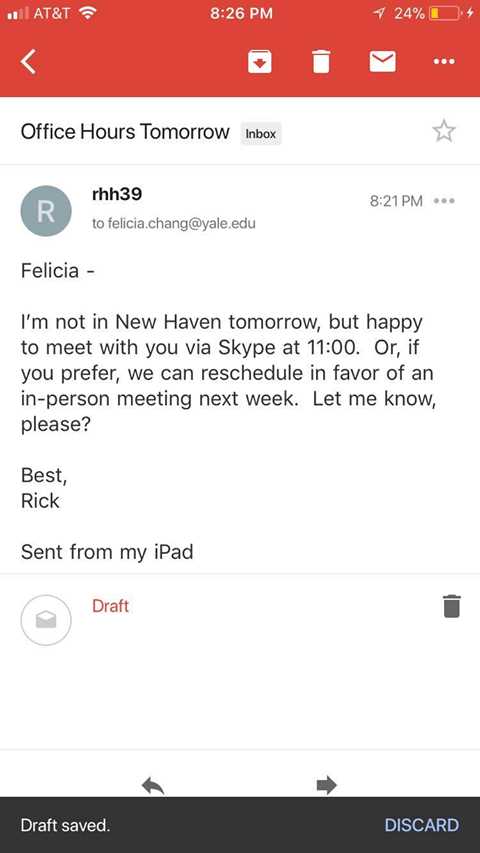 AT&T 8:26 PM 24%
Office Hours Tomorrow Inbox
R
rhh39
8:21 PM
to felicia.chang@yale.edu
Felicia -
I'm not in New Haven tomorrow, but happy
to meet with you via Skype at 11:00.  Or, if
you prefer, we can reschedule in favor of an
in-person meeting next week.  Let me know,
please?
Best,
Rick
Sent from my iPad
Draft
Draft saved. DISCARD